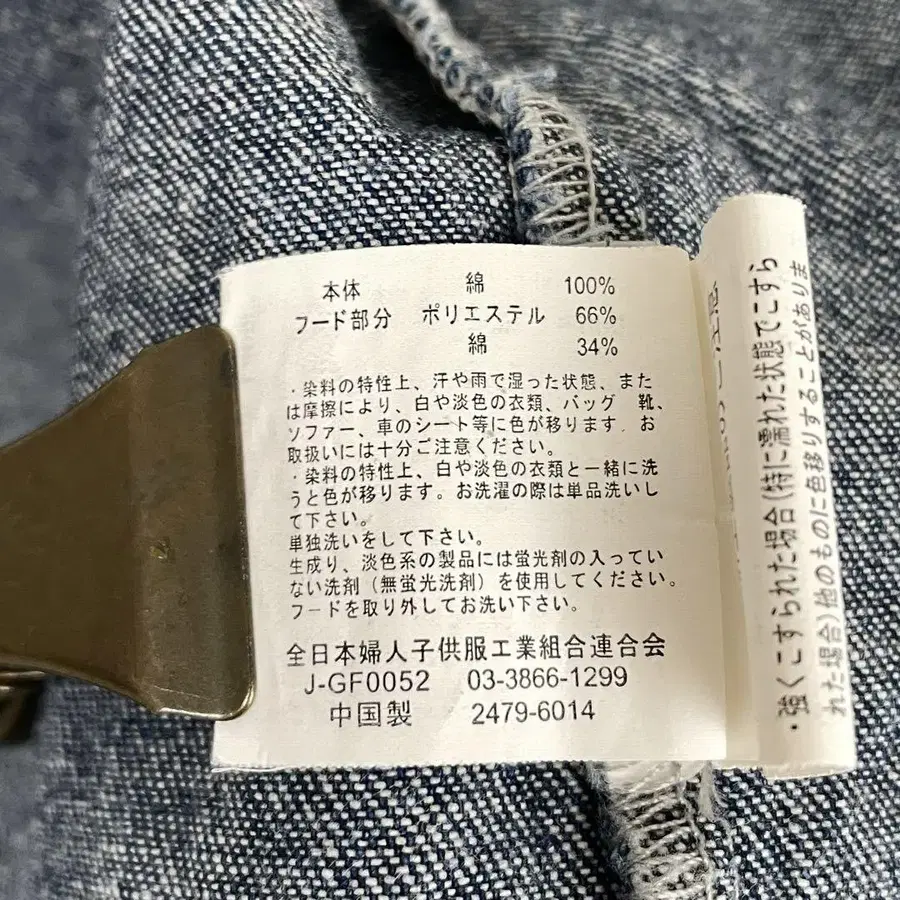 本体 綿 100%
フード部分 ポリエステル 66%
綿 34%
・染料の特性上、汗や雨で湿った状態、また
は摩擦により、白や淡色の衣類、バッグ 靴、
ソファー、車のシート等に色が移ります.お
取扱いには十分ご注意ください。
・染料の特性上、白や淡色の衣類と一緒に洗
うと色が移ります。お洗濯の際は単品洗いし
て下さい。
単独洗いをして下さい。
生成り、淡色系の製品には蛍光剤の入ってい
ない洗剤（無蛍光洗剤）を使用してください。
フードを取り外してお洗い下さい。
全日本婦人子供服工業組合連合会
J-GF0052 03-3866-1299
中国製 2479-6014
・強くこすられた場合(特に濡れた状態でこすら
れた場合)他のものに色移りすることがありま